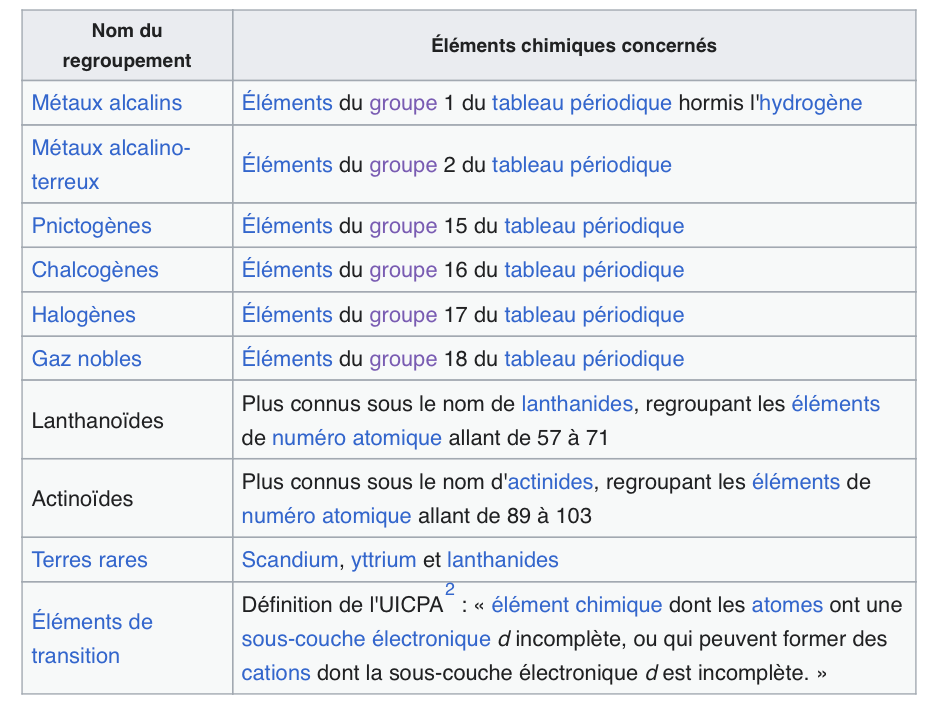 Nom du
regroupement
Éléments chimiques concernés
Métaux alcalins
Éléments du groupe 1 du tableau périodique hormis l'hydrogène
Métaux alcalino-
terreux
Éléments du groupe 2 du tableau périodique
Pnictogènes
Éléments du groupe 15 du tableau périodique
Chalcogènes
Éléments du groupe 16 du tableau périodique
Halogènes
Éléments du groupe 17 du tableau périodique
Gaz nobles
Éléments du groupe 18 du tableau périodique
Lanthanoïdes
Plus connus sous le nom de lanthanides, regroupant les éléments
de numéro atomique allant de 57 à 71
Actinoïdes
Plus connus sous le nom d'actinides, regroupant les éléments de
numéro atomique allant de 89 à 103
Terres rares
Scandium, yttrium et lanthanides
Éléments de
transition
Définition de l'UICPA2 : « élément chimique dont les atomes ont une
sous-couche électronique d incomplète, ou qui peuvent former des
cations dont la sous-couche électronique d est incomplète. »